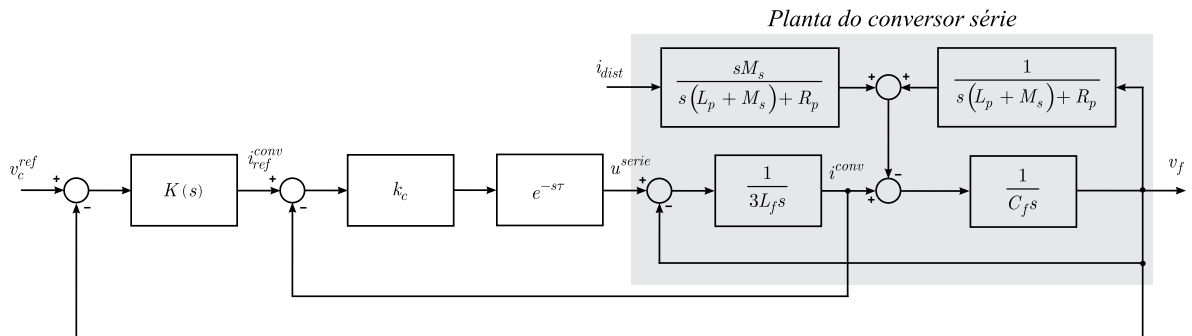 Planta do conversor série
i_dist
sM_s
s(L_p + M_s) + R_p
+
+
1
s(L_p + M_s) + R_p
v_c^ref
+
-
K(s)
i_ref^conv
+
-
k_c
e^-sτ
u^serie
+
-
1
3L_f s
i^conv
+
-
1
C_f s
v_f